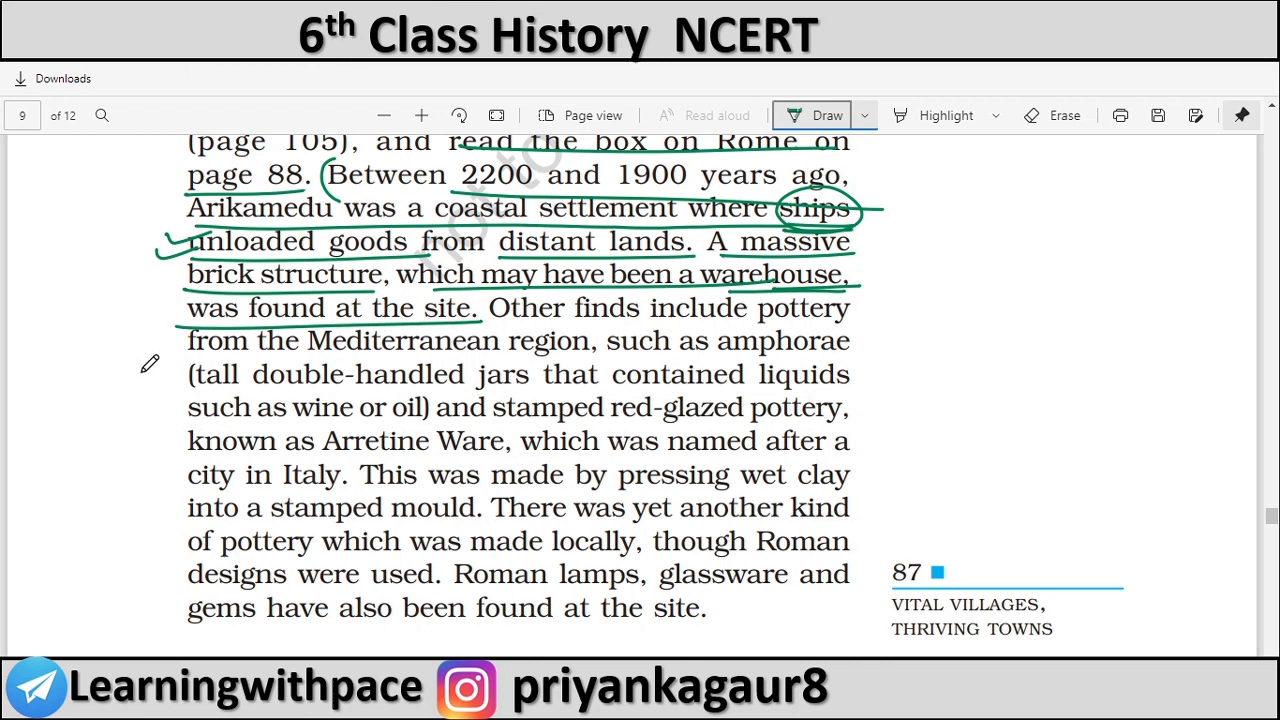 6th Class History NCERT
Downloads
9 of 12 Page view Read aloud Draw Highlight Erase
(page 105), and read the box on Rome on
page 88. Between 2200 and 1900 years ago,
Arikamedu was a coastal settlement where ships
unloaded goods from distant lands. A massive
brick structure, which may have been a warehouse,
was found at the site. Other finds include pottery
from the Mediterranean region, such as amphorae
(tall double-handled jars that contained liquids
such as wine or oil) and stamped red-glazed pottery,
known as Arretine Ware, which was named after a
city in Italy. This was made by pressing wet clay
into a stamped mould. There was yet another kind
of pottery which was made locally, though Roman
designs were used. Roman lamps, glassware and
gems have also been found at the site.
not to
87
VITAL VILLAGES,
THRIVING TOWNS
Learningwithpace priyankagaur8